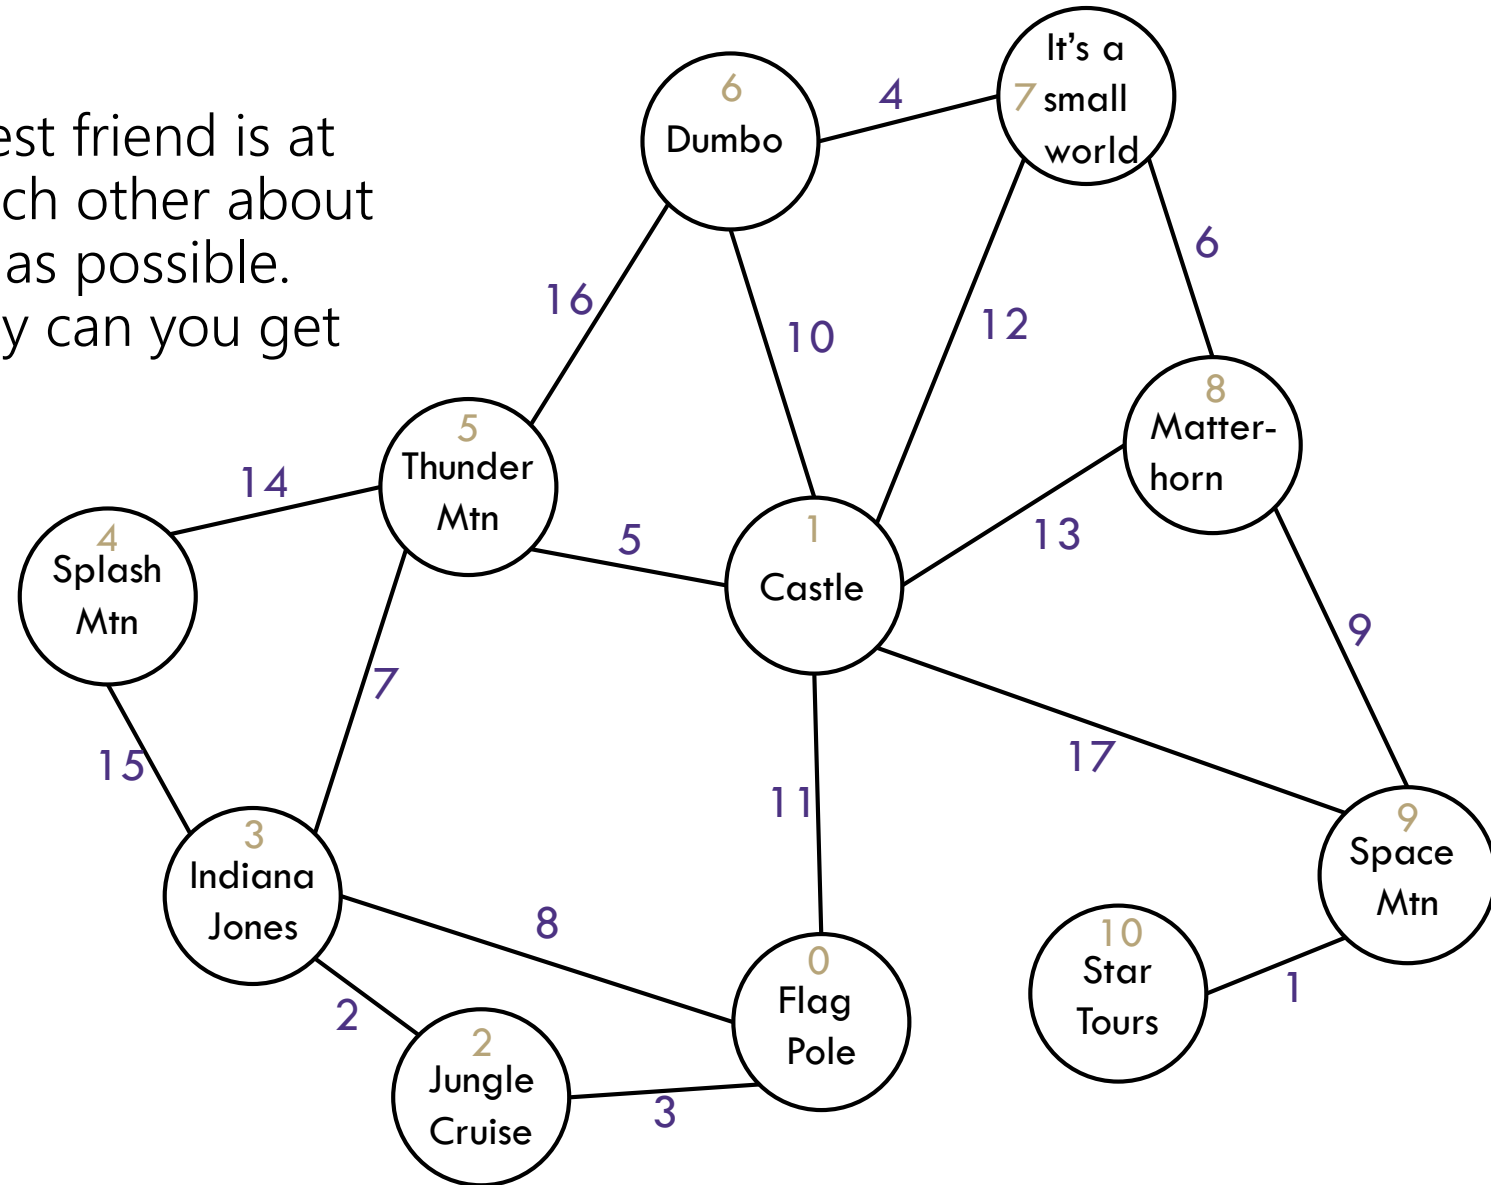 est friend is at
ch other about
as possible.
y can you get
6
Dumbo
4
It's a
7 small
world
6
16
10
12
8
Matter-
horn
5
Thunder
Mtn
14
4
Splash
Mtn
5
1
Castle
13
9
7
15
17
11
3
Indiana
Jones
9
Space
Mtn
8
0
Flag
Pole
10
Star
Tours
1
2
2
Jungle
Cruise
3